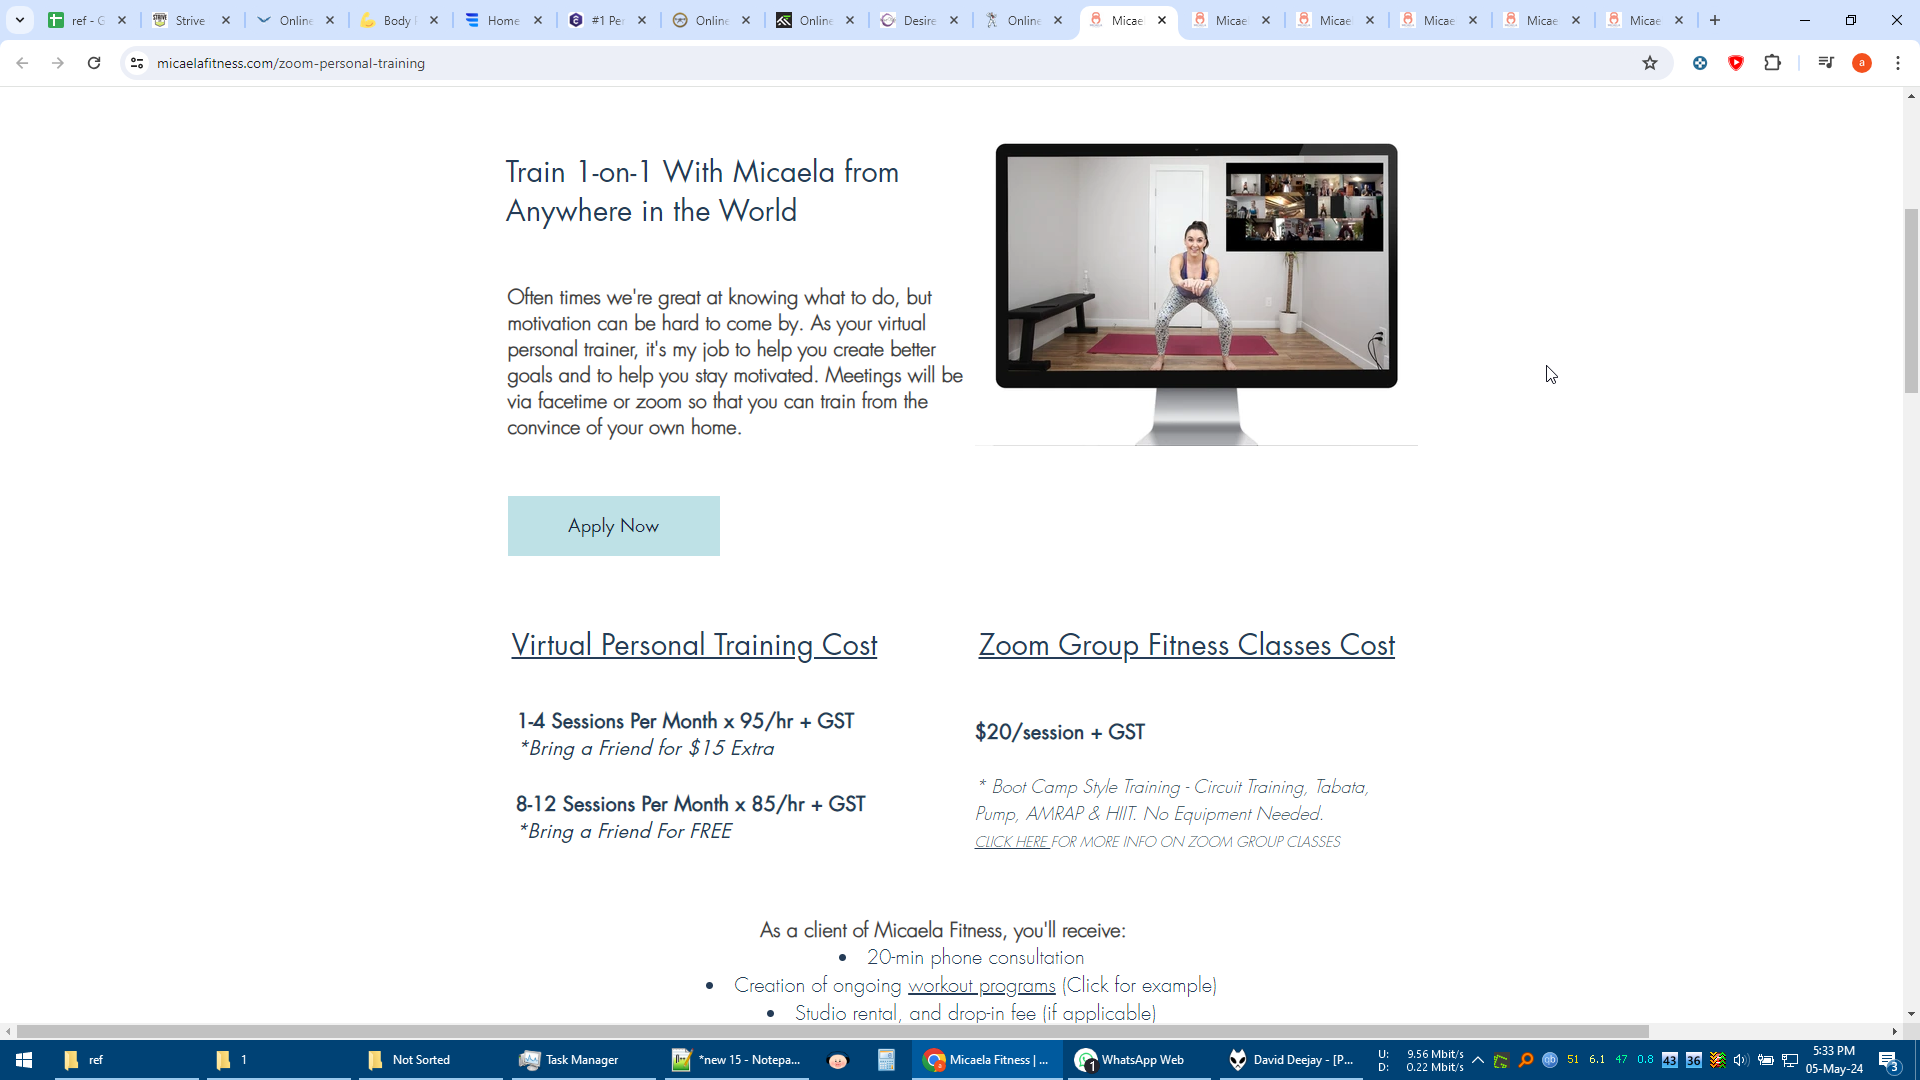 ref - G
Strive
Online
Body
Home
#1 Per
Online
Online
Desire
Online
Micae
Micae
Micae
Micae
Micae
Micae
micaelafitness.com/zoom-personal-training
a
Train 1-on-1 With Micaela from
Anywhere in the World
Often times we're great at knowing what to do, but
motivation can be hard to come by. As your virtual
personal trainer, it's my job to help you create better
goals and to help you stay motivated. Meetings will be
via facetime or zoom so that you can train from the
convince of your own home.
Apply Now
Virtual Personal Training Cost
1-4 Sessions Per Month x 95/hr + GST
*Bring a Friend for $15 Extra
8-12 Sessions Per Month x 85/hr + GST
*Bring a Friend For FREE
Zoom Group Fitness Classes Cost
$20/session + GST
* Boot Camp Style Training - Circuit Training, Tabata,
Pump, AMRAP & HIIT. No Equipment Needed.
CLICK HERE FOR MORE INFO ON ZOOM GROUP CLASSES
As a client of Micaela Fitness, you'll receive:
• 20-min phone consultation
• Creation of ongoing workout programs (Click for example)
• Studio rental, and drop-in fee (if applicable)
ref
1
Not Sorted
Task Manager
*new 15 - Notepa...
Micaela Fitness | ...
1
WhatsApp Web
David Deejay - [P...
U: 9.56 Mbit/s
D: 0.22 Mbit/s
51 6.1 47 0.8 43 36
5:33 PM
05-May-24
3